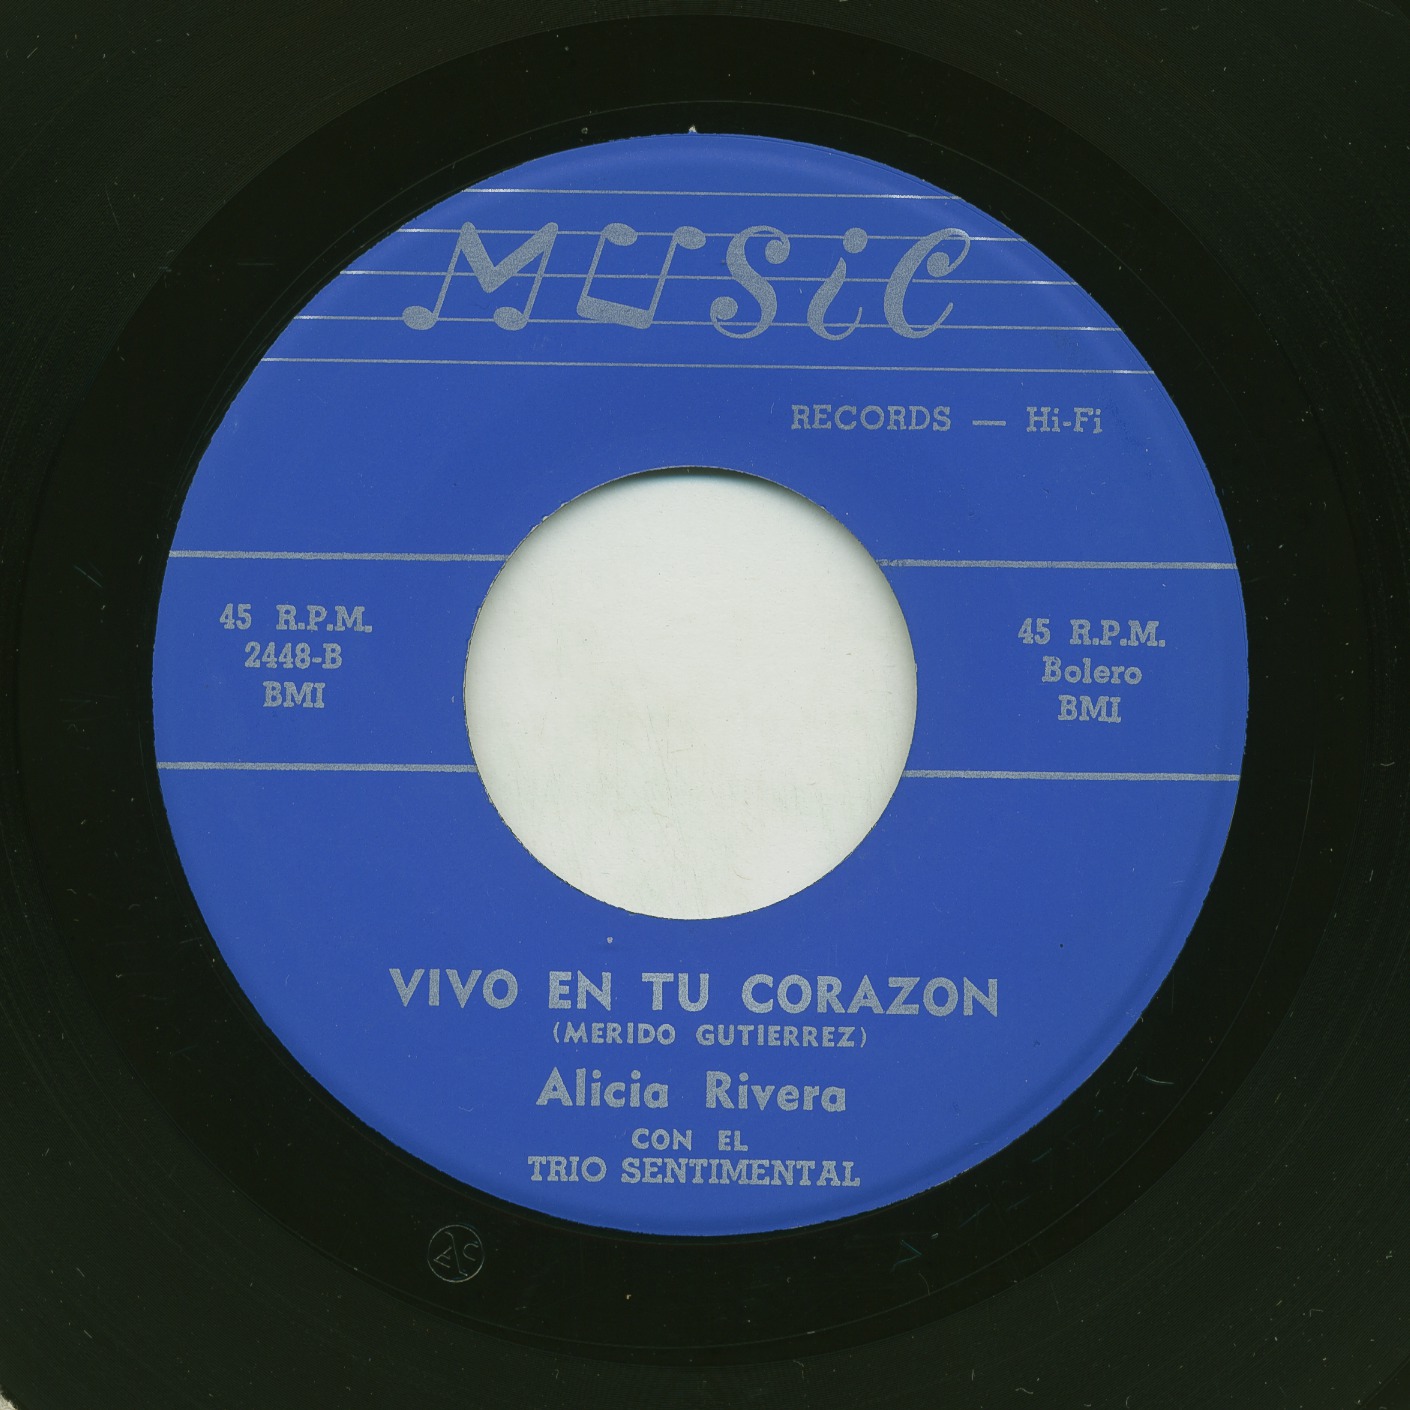 MUSiC
RECORDS — Hi-Fi
45 R.P.M.
2448-B
BMI
45 R.P.M.
Bolero
BMI
VIVO EN TU CORAZON
(MERIDO GUTIERREZ)
Alicia Rivera
CON EL
TRIO SENTIMENTAL